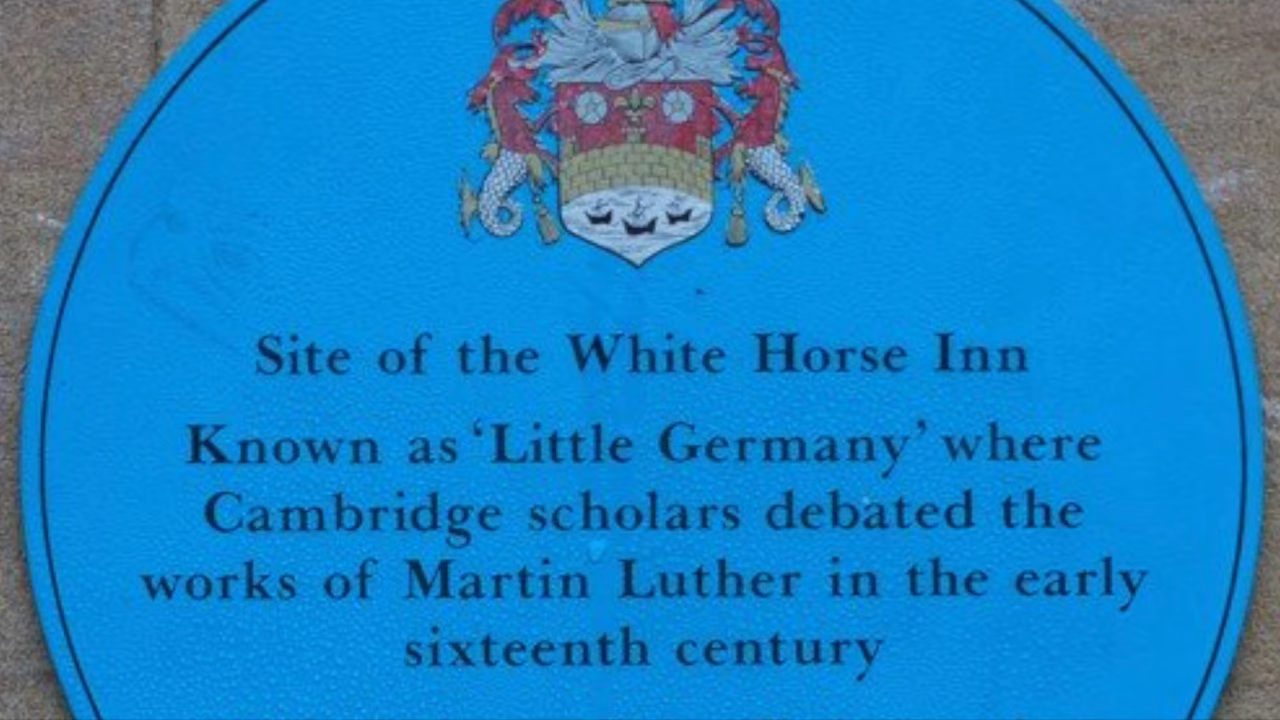 Site of the White Horse Inn
Known as ‘Little Germany’ where
Cambridge scholars debated the
works of Martin Luther in the early
sixteenth century